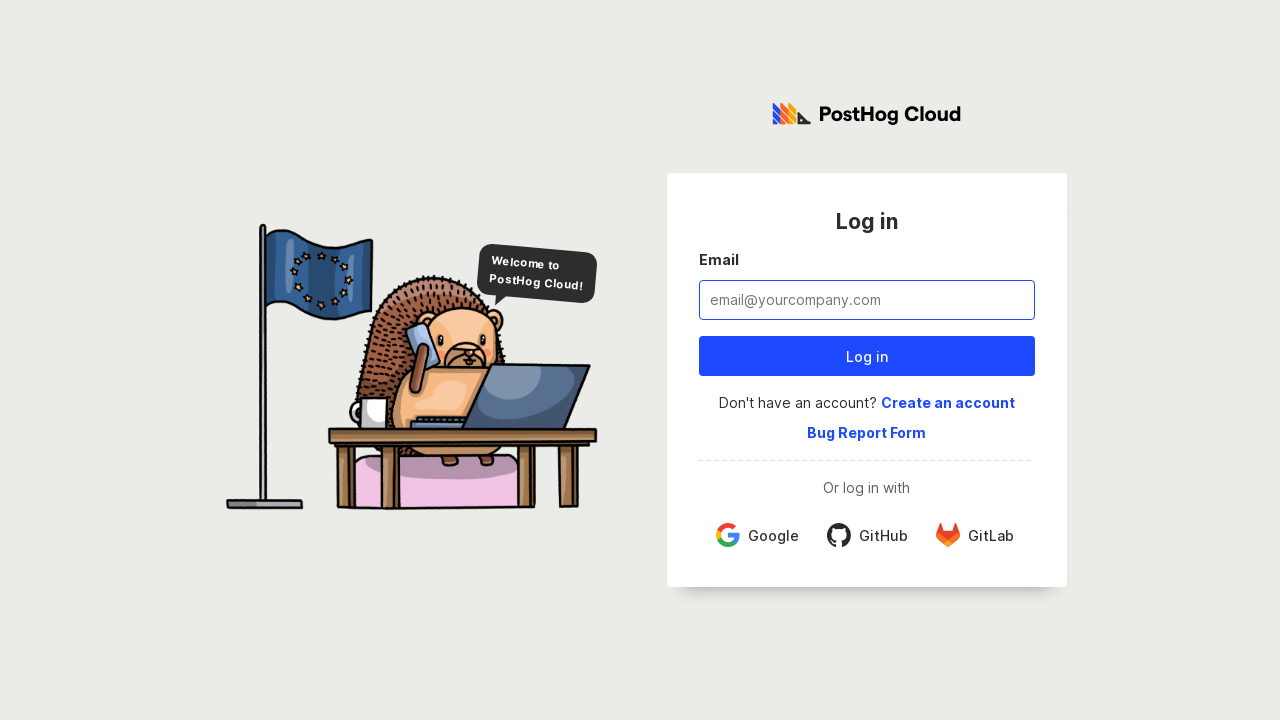 PostHog Cloud
Welcome to
PostHog Cloud!
Log in
Email
email@yourcompany.com
Log in
Don't have an account? Create an account
Bug Report Form
Or log in with
Google
GitHub
GitLab